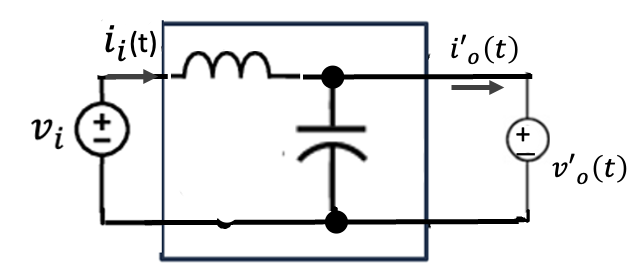 i_i(t)
i'_o(t)
v_i
+
−
+
−
v'_o(t)